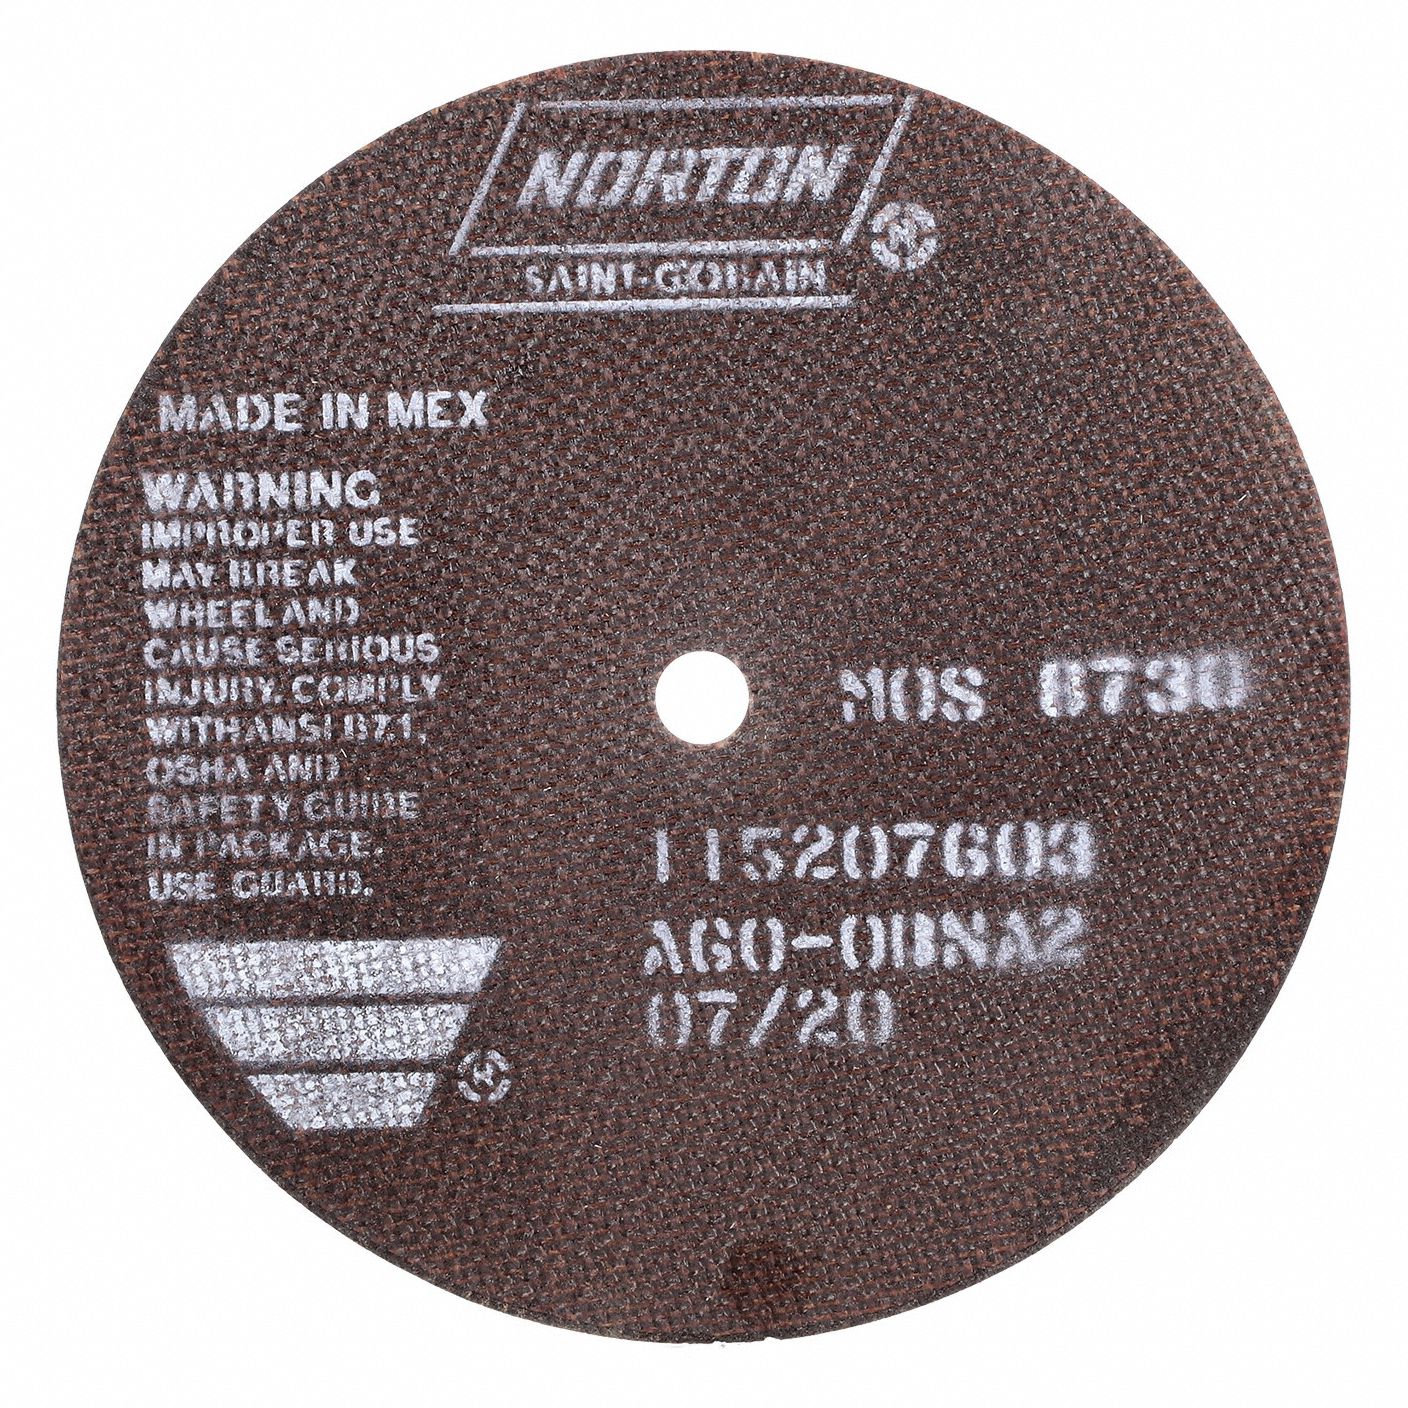 NORTON
SAINT-GOBAIN
MADE IN MEX
WARNING
IMPROPER USE
MAY BREAK
WHEEL AND
CAUSE SERIOUS
INJURY. COMPLY
WITH ANSI B7.1,
OSHA AND
SAFETY GUIDE
IN PACKAGE.
USE GUARD.
MOS 8730
115207603
A60-OBNA2
07/20